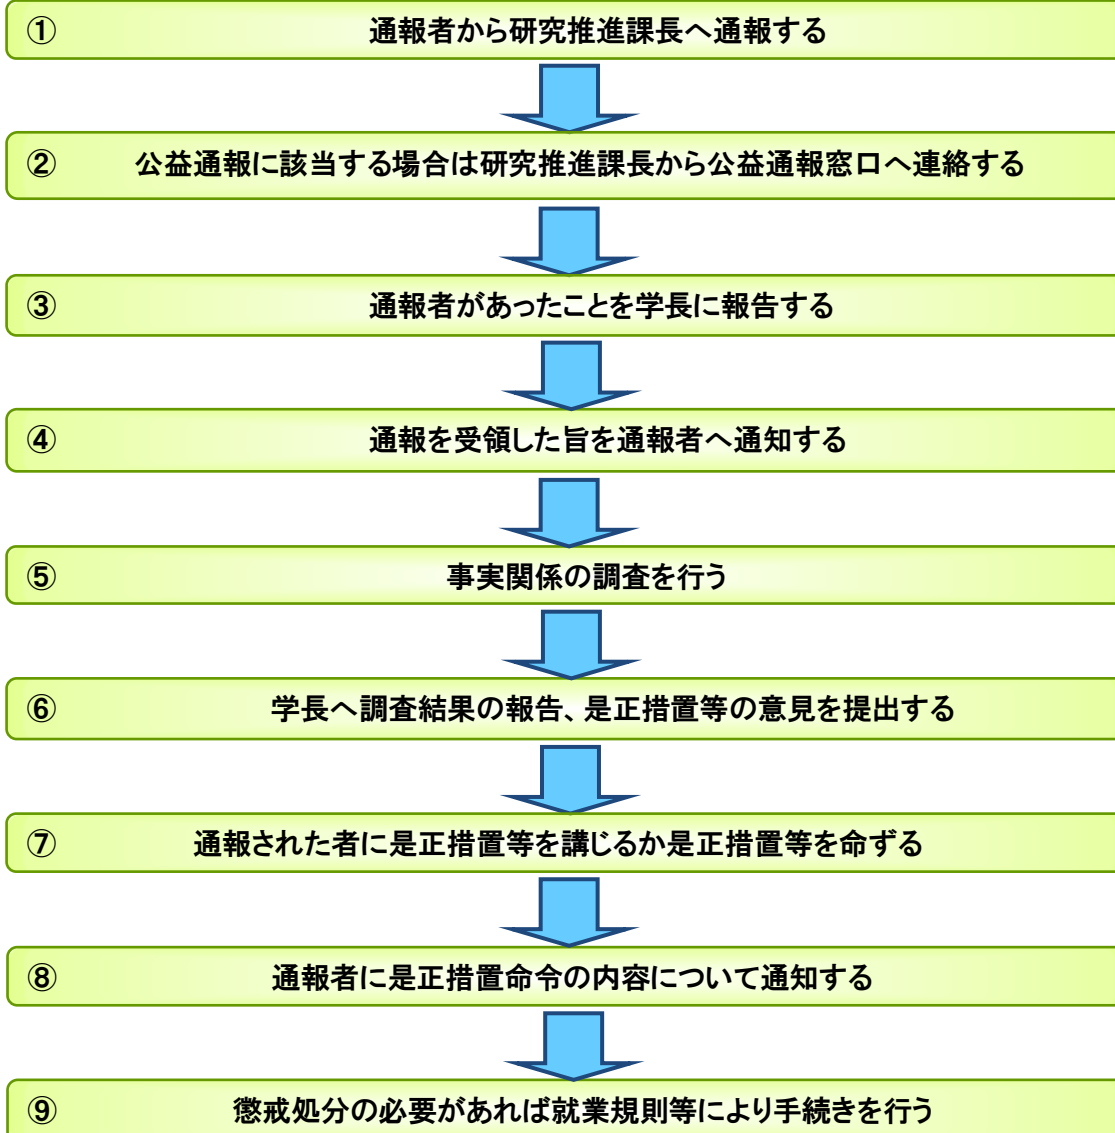 ① 通報者から研究推進課長へ通報する
② 公益通報に該当する場合は研究推進課長から公益通報窓口へ連絡する
③ 通報者があったことを学長に報告する
④ 通報を受領した旨を通報者へ通知する
⑤ 事実関係の調査を行う
⑥ 学長へ調査結果の報告、是正措置等の意見を提出する
⑦ 通報された者に是正措置等を講じるか是正措置等を命ずる
⑧ 通報者に是正措置命令の内容について通知する
⑨ 懲戒処分の必要があれば就業規則等により手続きを行う